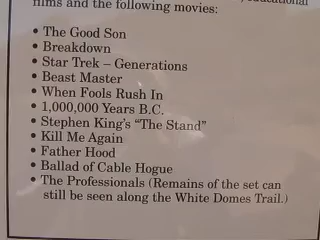 films and the following movies:
• The Good Son
• Breakdown
• Star Trek – Generations
• Beast Master
• When Fools Rush In
• 1,000,000 Years B.C.
• Stephen King's "The Stand"
• Kill Me Again
• Father Hood
• Ballad of Cable Hogue
• The Professionals (Remains of the set can
still be seen along the White Domes Trail.)